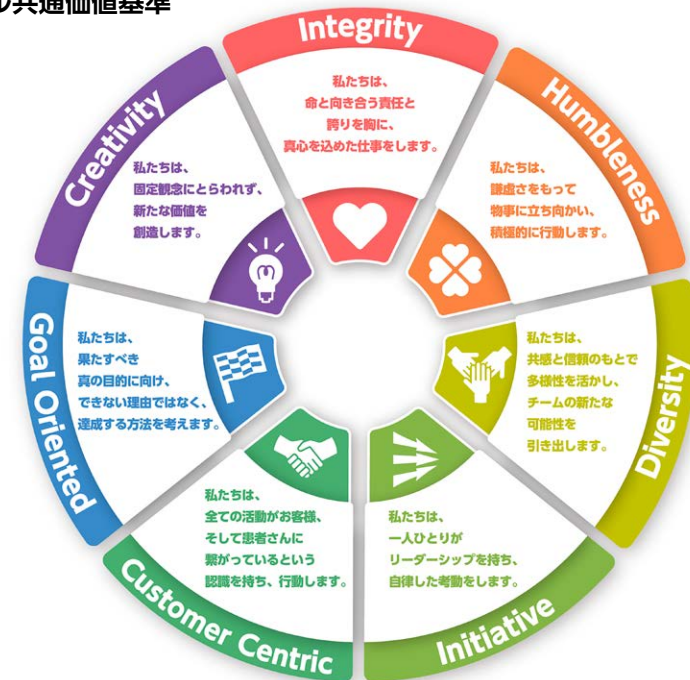 共通価値基準
Integrity
私たちは、
命と向き合う責任と
誇りを胸に、
真心を込めた仕事をします。
Humbleness
私たちは、
謙虚さをもって
物事に立ち向かい、
積極的に行動します。
Diversity
私たちは、
共感と信頼のもとで
多様性を活かし、
チームの新たな
可能性を
引き出します。
Initiative
私たちは、
一人ひとりが
リーダーシップを持ち、
自律した考動をします。
Customer Centric
私たちは、
全ての活動がお客様、
そして患者さんに
繋がっているという
認識を持ち、行動します。
Goal Oriented
私たちは、
果たすべき
真の目的に向け、
できない理由ではなく、
達成する方法を考えます。
Creativity
私たちは、
固定観念にとらわれず、
新たな価値を
創造します。